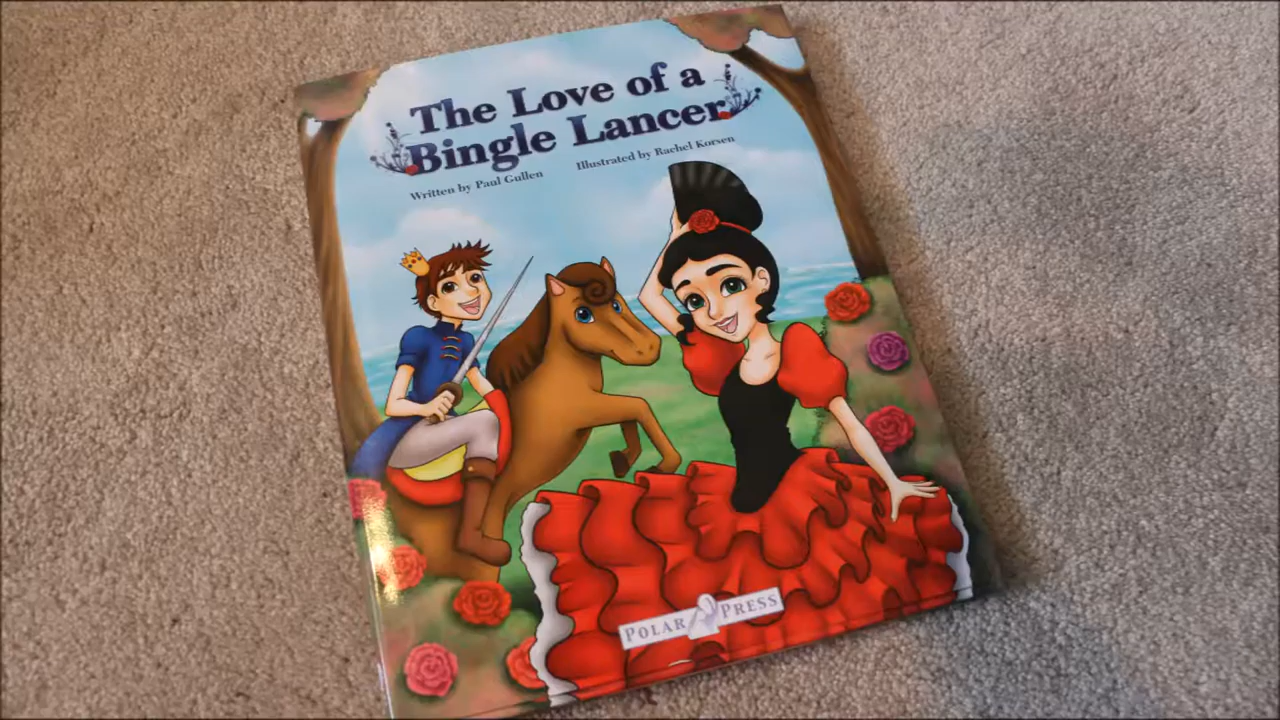 The Love of a
Bingle Lancer
Written by Paul Gullen
Illustrated by Rachel Korsen
POLAR PRESS